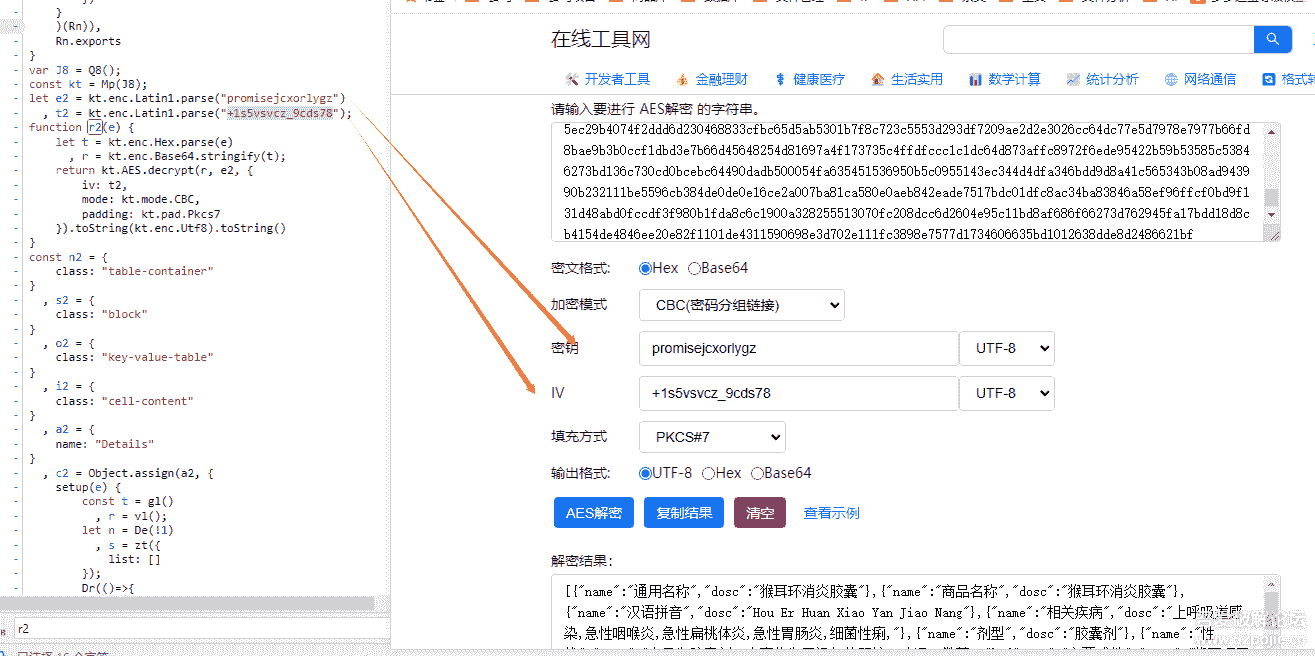 }
)(Rn)),
Rn.exports
}
var J8 = Q8();
const kt = Mp(J8);
let e2 = kt.enc.Latin1.parse("promisejcxorlygz")
, t2 = kt.enc.Latin1.parse("+1s5vsvcz_9cds78");
function r2(e) {
let t = kt.enc.Hex.parse(e)
, r = kt.enc.Base64.stringify(t);
return kt.AES.decrypt(r, e2, {
iv: t2,
mode: kt.mode.CBC,
padding: kt.pad.Pkcs7
}).toString(kt.enc.Utf8).toString()
}
const n2 = {
class: "table-container"
}
, s2 = {
class: "block"
}
, o2 = {
class: "key-value-table"
}
, i2 = {
class: "cell-content"
}
, a2 = {
name: "Details"
}
, c2 = Object.assign(a2, {
setup(e) {
const t = gl()
, r = vl();
let n = De(!1)
, s = zt({
list: []
});
Dr(()=>{
r2
在线工具网
开发者工具 金融理财 健康医疗 生活实用 数学计算 统计分析 网络通信 格式转
请输入要进行 AES解密 的字符串。
5ec29b4074f2ddd6d230468833cfbc65d5ab5301b7f8c723c5553d293df7209ae2d2e3026cc64dc77e5d7978e7977b66fd
8bae9b3b0ccf1dbd3e7b66d45648254d81697a4f173735c4ffdfccc1c1dc64d873affc8972f6ede95422b59b53585c5384
6273bd136c730cd0bcebc64490dadb500054fa635451536950b5c0955143ec344d4dfa346bdd9d8a41c565343b08ad9439
90b232111be5596cb384de0de0e16ce2a007ba81ca580e0aeb842eade7517bdc01dfc8ac34ba83846a58ef96ffcf0bd9f1
31d48abd0fccdf3f980b1fda8c6c1900a328255513070fc208dcc6d2604e95c11bd8af686f66273d762945fa17bdd18d8c
b4154de4846ee20e82f1101de4311590698e3d702e111fc3898e7577d1734606635bd1012638dde8d2486621bf
密文格式: Hex Base64
加密模式 CBC(密码分组链接)
密钥 promisejcxorlygz UTF-8
IV +1s5vsvcz_9cds78 UTF-8
填充方式 PKCS#7
输出格式: UTF-8 Hex Base64
AES解密 复制结果 清空 查看示例
解密结果:
[{"name":"通用名称","dosc":"猴耳环消炎胶囊"},{"name":"商品名称","dosc":"猴耳环消炎胶囊"},
{"name":"汉语拼音","dosc":"Hou Er Huan Xiao Yan Jiao Nang"},{"name":"相关疾病","dosc":"上呼吸道感
染,急性咽喉炎,急性扁桃体炎,急性胃肠炎,细菌性痢,"},{"name":"剂型","dosc":"胶囊剂"},{"name":"性
吾爱破解论坛
www.52pojie.cn